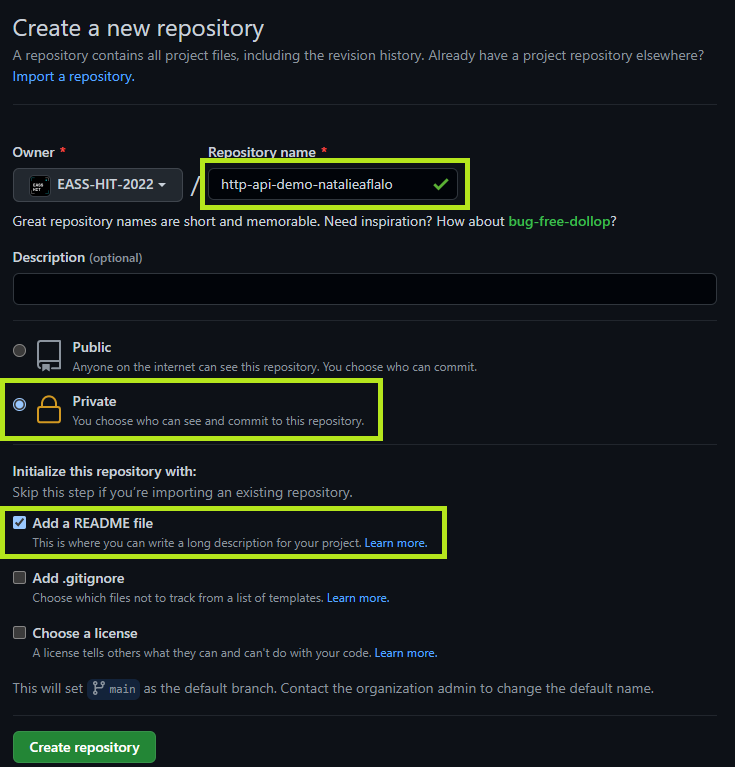 Create a new repository
A repository contains all project files, including the revision history. Already have a project repository elsewhere?
Import a repository.
Owner *
Repository name *
EASS HIT
EASS-HIT-2022
/
http-api-demo-natalieaflalo
Great repository names are short and memorable. Need inspiration? How about bug-free-dollop?
Description (optional)
Public
Anyone on the internet can see this repository. You choose who can commit.
Private
You choose who can see and commit to this repository.
Initialize this repository with:
Skip this step if you're importing an existing repository.
Add a README file
This is where you can write a long description for your project. Learn more.
Add .gitignore
Choose which files not to track from a list of templates. Learn more.
Choose a license
A license tells others what they can and can't do with your code. Learn more.
This will set main as the default branch. Contact the organization admin to change the default name.
Create repository